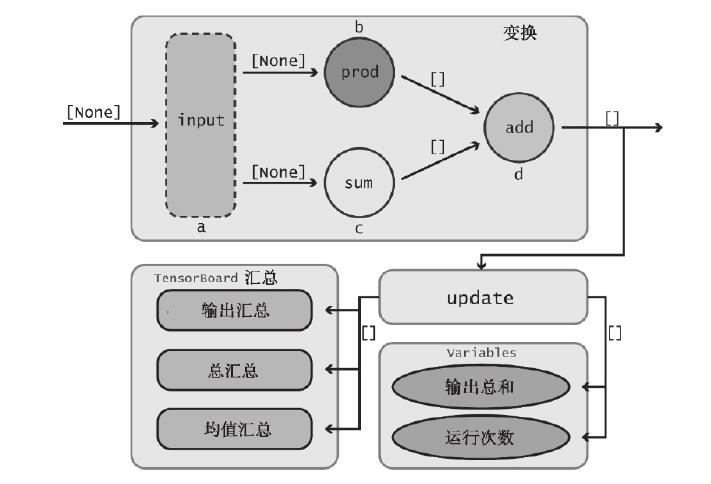 变换
b
[None]
prod
[]
[None]
input
add
[]
d
[None]
sum
[]
a
c
TensorBoard 汇总
输出汇总
总汇总
均值汇总
update
[]
[]
Variables
输出总和
运行次数